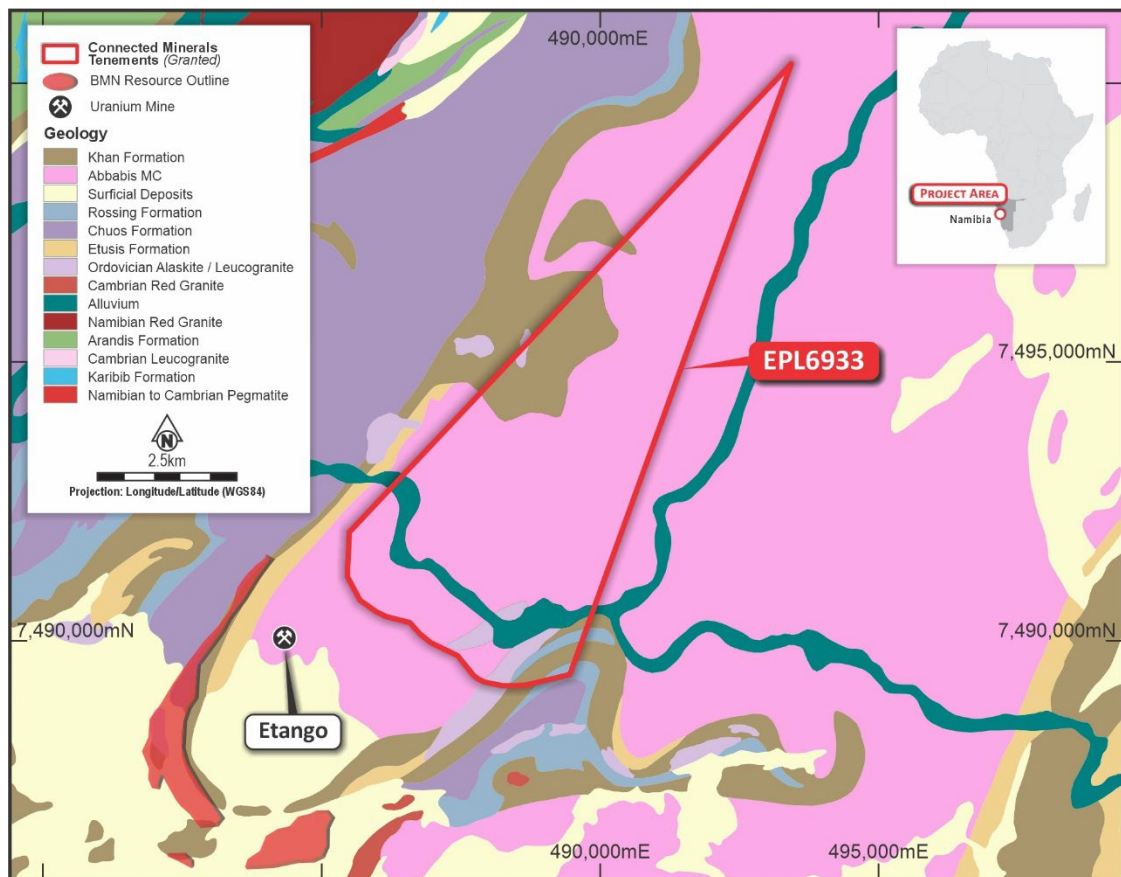 Connected Minerals
Tenements (Granted)
BMN Resource Outline
Uranium Mine
Geology
Khan Formation
Abbabis MC
Surficial Deposits
Rossing Formation
Chuos Formation
Etusis Formation
Ordovician Alaskite / Leucogranite
Cambrian Red Granite
Alluvium
Namibian Red Granite
Arandis Formation
Cambrian Leucogranite
Karibib Formation
Namibian to Cambrian Pegmatite
N
2.5km
Projection: Longitude/Latitude (WGS84)
490,000mE
PROJECT AREA
Namibia
7,495,000mN
EPL6933
7,490,000mN
7,490,000mN
Etango
490,000mE
495,000mE